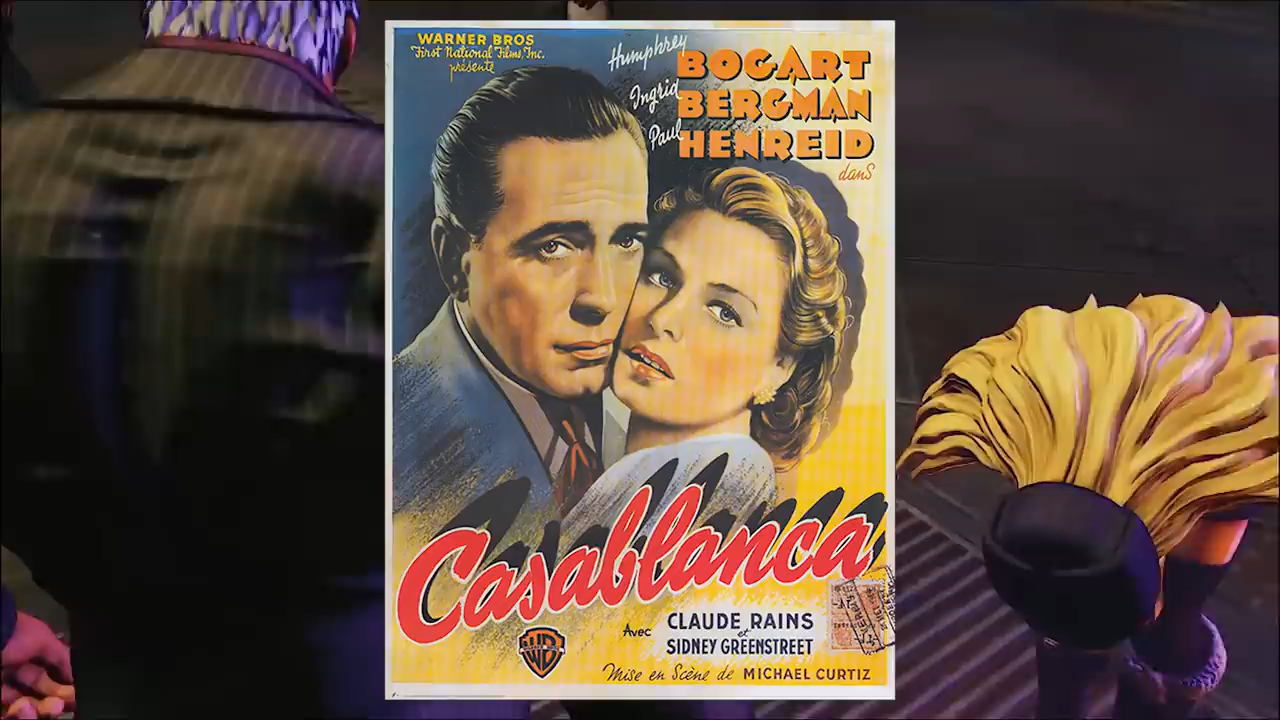 WARNER BROS
First National Films, Inc.
présente
Humphrey BOGART
Ingrid BERGMAN
Paul HENREID
dans
Casablanca
WB
Avec CLAUDE RAINS
et
SIDNEY GREENSTREET
Mise en Scène de MICHAEL CURTIZ